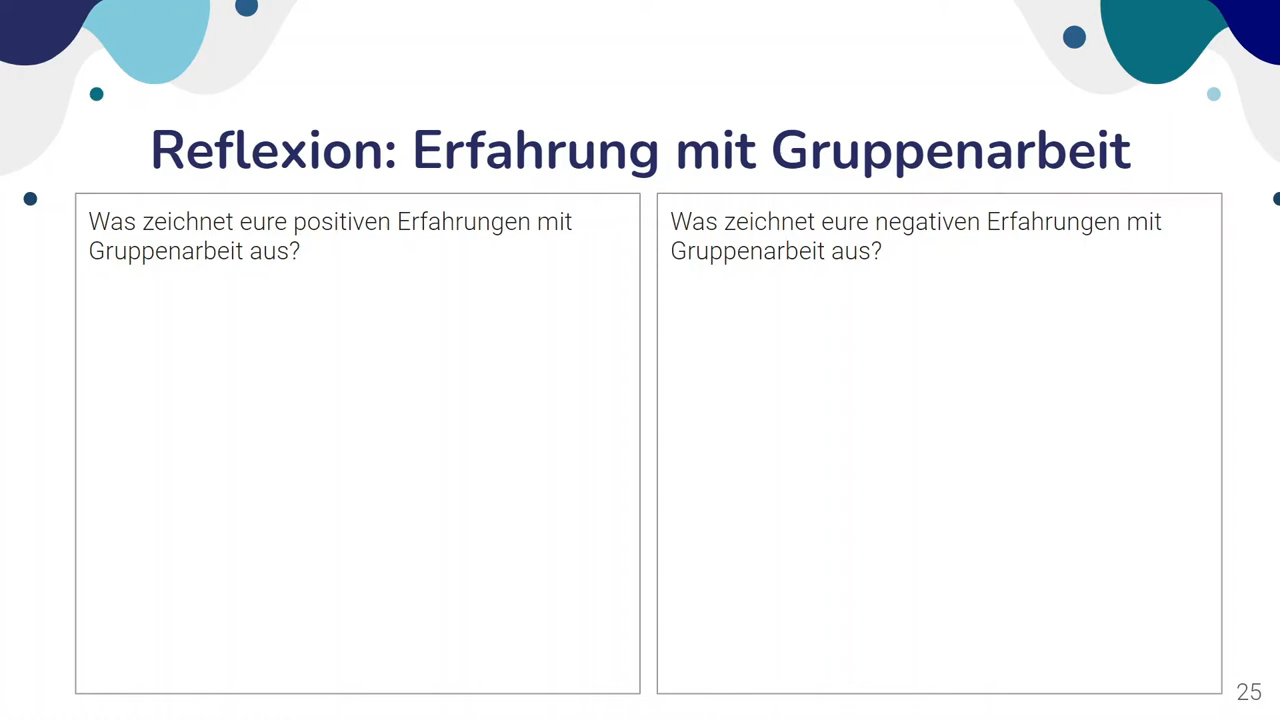 Reflexion: Erfahrung mit Gruppenarbeit
Was zeichnet eure positiven Erfahrungen mit
Gruppenarbeit aus?
Was zeichnet eure negativen Erfahrungen mit
Gruppenarbeit aus?
25